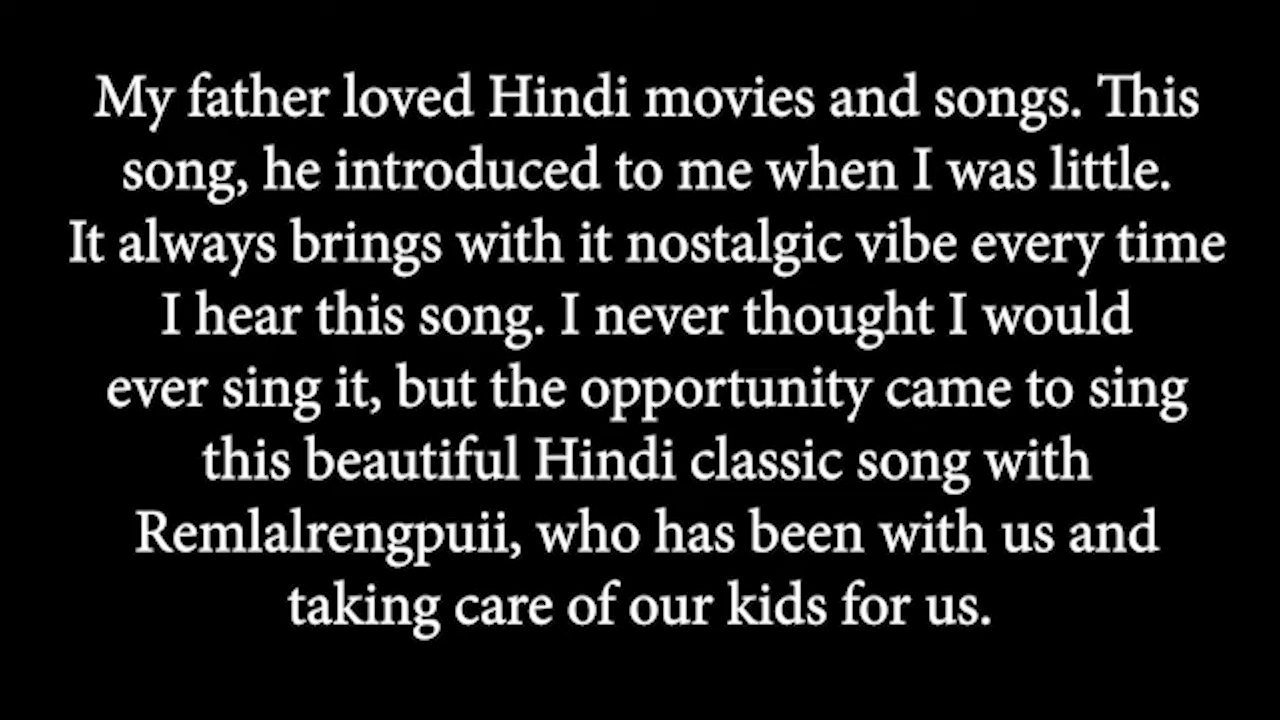 My father loved Hindi movies and songs. This
song, he introduced to me when I was little.
It always brings with it nostalgic vibe every time
I hear this song. I never thought I would
ever sing it, but the opportunity came to sing
this beautiful Hindi classic song with
Remlalrengpuii, who has been with us and
taking care of our kids for us.